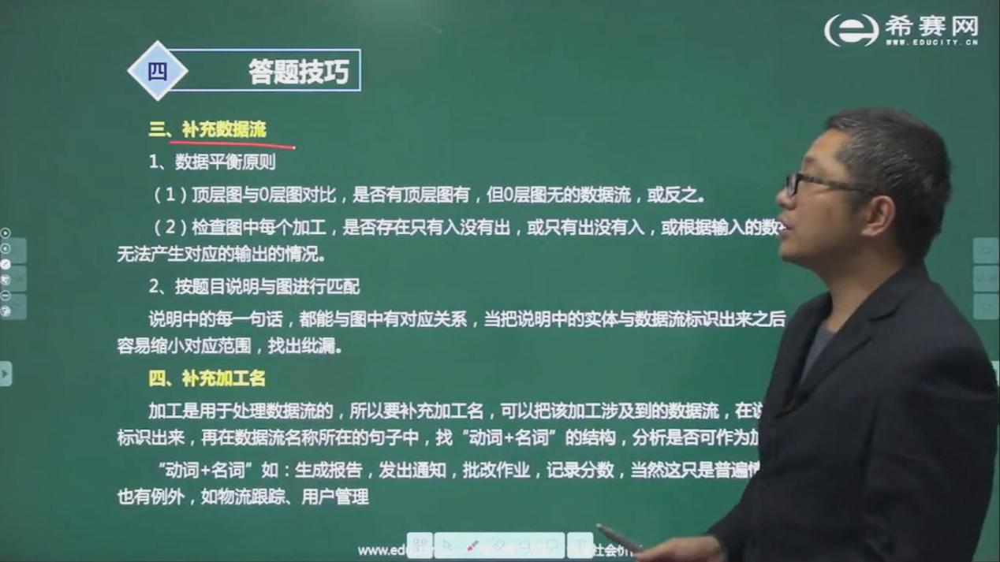 希赛网
WWW.EDUCITY.CN
四
答题技巧
三、补充数据流
1、数据平衡原则
（1）顶层图与0层图对比，是否有顶层图有，但0层图无的数据流，或反之。
（2）检查图中每个加工，是否存在只有入没有出，或只有出没有入，或根据输入的数
无法产生对应的输出的情况。
2、按题目说明与图进行匹配
说明中的每一句话，都能与图中有对应关系，当把说明中的实体与数据流标识出来之后
容易缩小对应范围，找出纰漏。
四、补充加工名
加工是用于处理数据流的，所以要补充加工名，可以把该加工涉及到的数据流，在说
标识出来，再在数据流名称所在的句子中，找“动词+名词”的结构，分析是否可作为加
“动词+名词”如：生成报告，发出通知，批改作业，记录分数，当然这只是普遍
也有例外，如物流跟踪、用户管理
www.edu
社会价